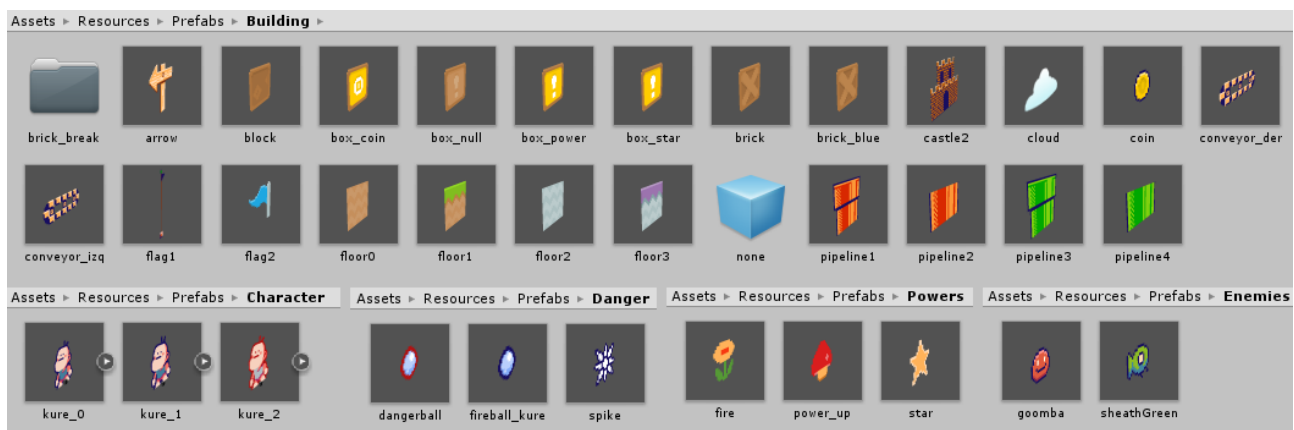 Assets ▸ Resources ▸ Prefabs ▸ Building ▸
brick_break arrow block box_coin box_null box_power box_star brick brick_blue castle2 cloud coin conveyor_der
conveyor_izq flag1 flag2 floor0 floor1 floor2 floor3 none pipeline1 pipeline2 pipeline3 pipeline4
Assets ▸ Resources ▸ Prefabs ▸ Character
kure_0 kure_1 kure_2
Assets ▸ Resources ▸ Prefabs ▸ Danger
dangerball fireball_kure spike
Assets ▸ Resources ▸ Prefabs ▸ Powers
fire power_up star
Assets ▸ Resources ▸ Prefabs ▸ Enemies
goomba sheathGreen